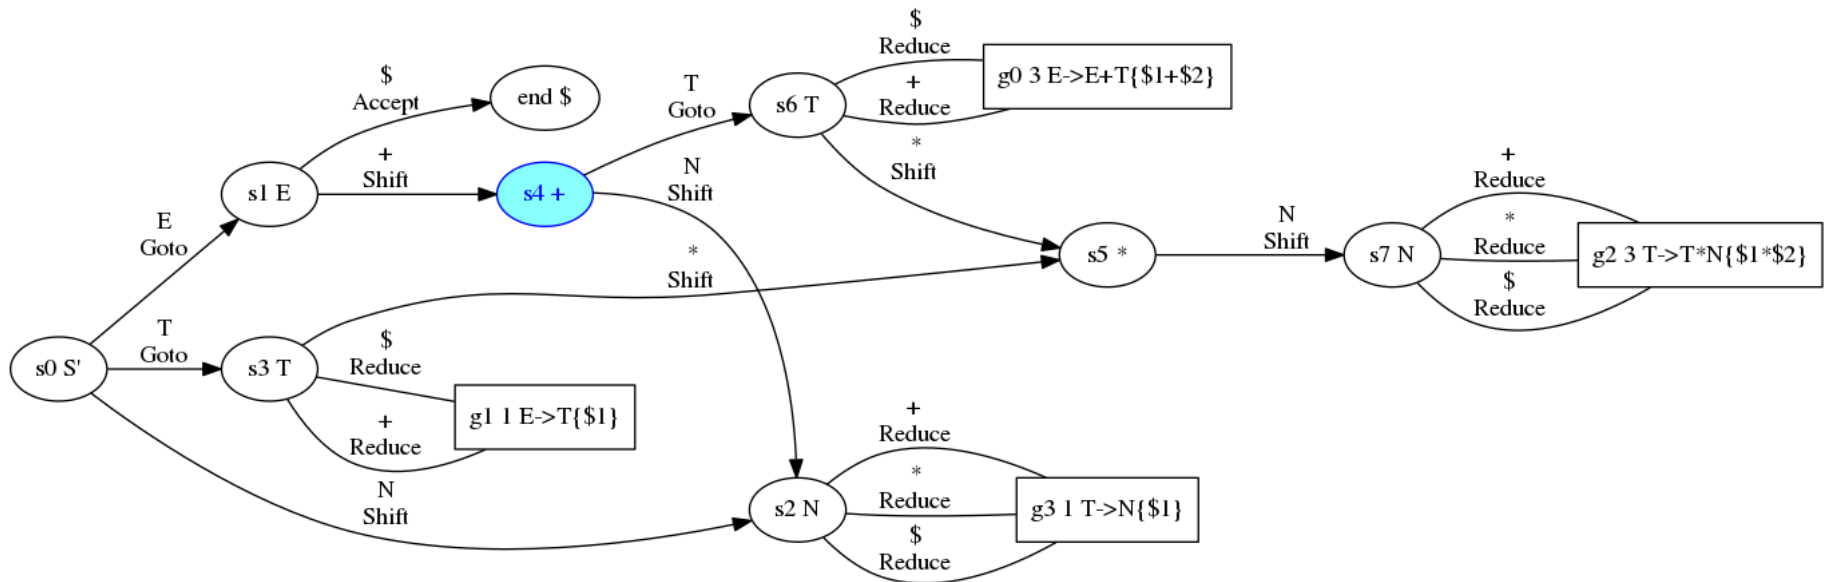 $
Reduce
g0 3 E->E+T{$1+$2}
+
Reduce
s6 T
*
Shift
$
Accept
end $
T
Goto
+
Shift
s1 E
s4 +
N
Shift
+
Reduce
*
Reduce
g2 3 T->T*N{$1*$2}
$
Reduce
s7 N
N
Shift
s5 *
E
Goto
*
Shift
s0 S'
T
Goto
s3 T
$
Reduce
g1 1 E->T{$1}
+
Reduce
N
Shift
s2 N
+
Reduce
*
Reduce
g3 1 T->N{$1}
$
Reduce